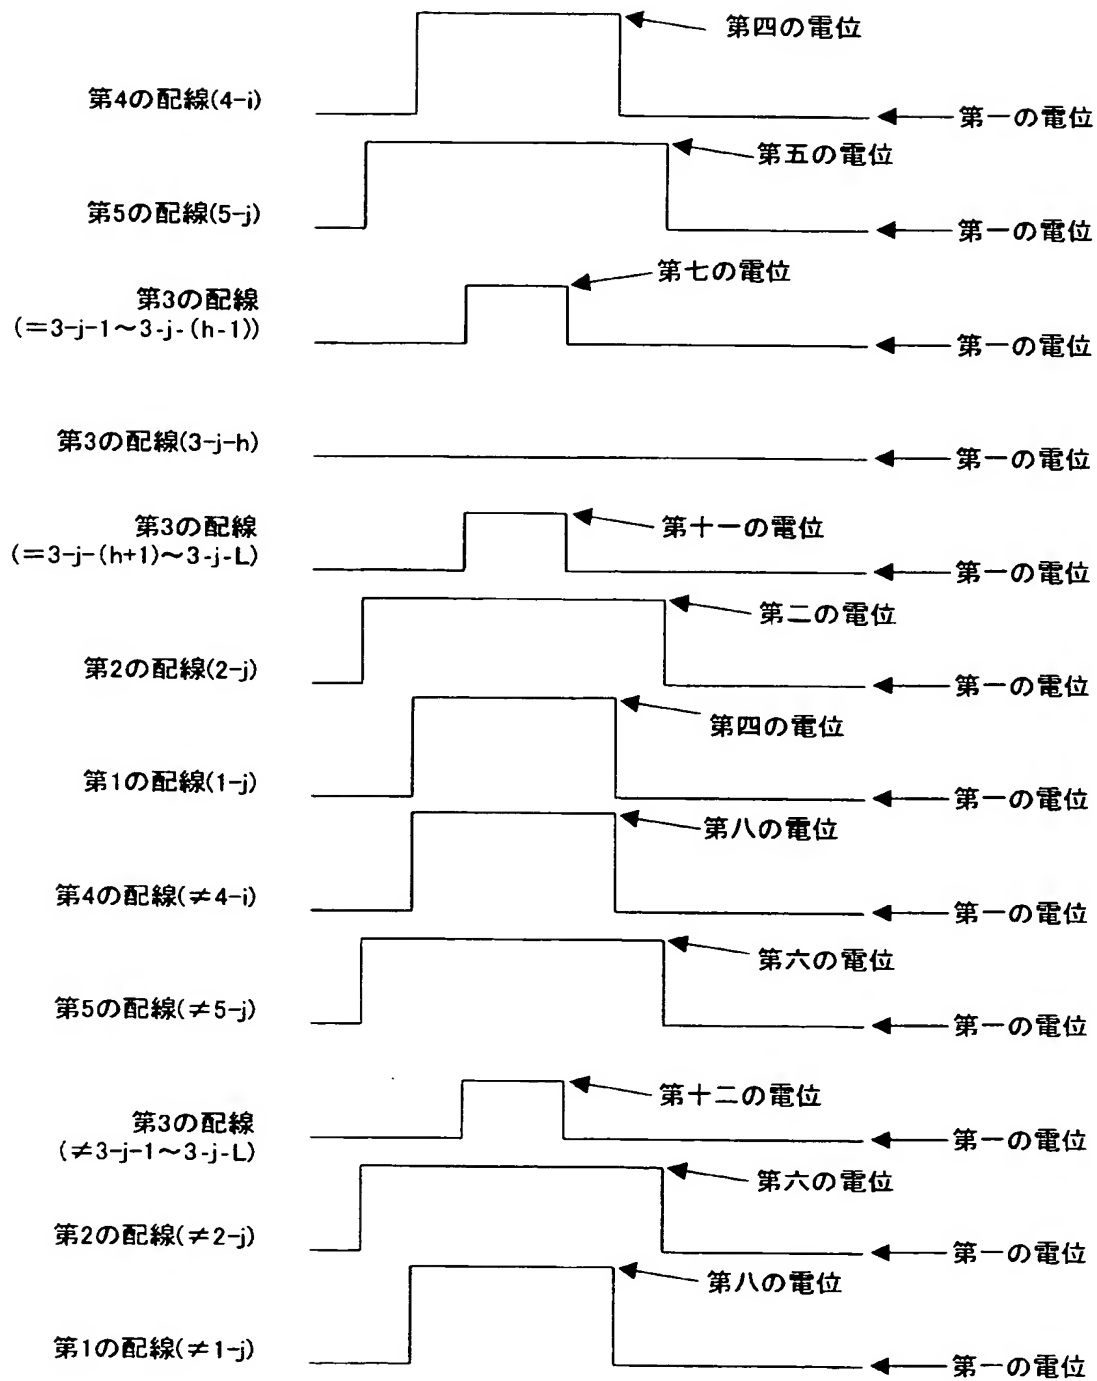 第四の電位
第4の配線(4-i)
第一の電位
第五の電位
第5の配線(5-j)
第一の電位
第七の電位
第3の配線
(=3-j-1~3-j-(h-1))
第一の電位
第3の配線(3-j-h)
第一の電位
第十一の電位
第3の配線
(=3-j-(h+1)~3-j-L)
第一の電位
第二の電位
第2の配線(2-j)
第一の電位
第四の電位
第1の配線(1-j)
第一の電位
第八の電位
第4の配線(≠4-i)
第一の電位
第六の電位
第5の配線(≠5-j)
第一の電位
第十二の電位
第3の配線
(≠3-j-1~3-j-L)
第一の電位
第六の電位
第2の配線(≠2-j)
第一の電位
第八の電位
第1の配線(≠1-j)
第一の電位